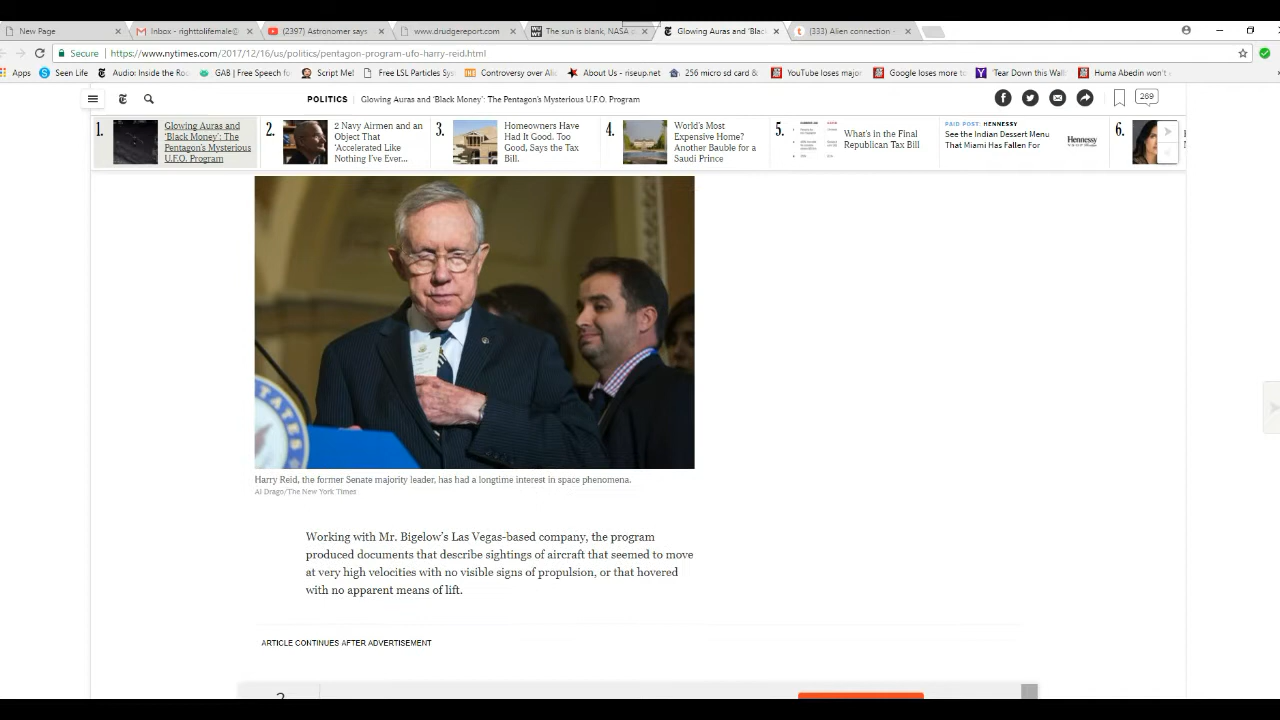 New Page
Inbox - righttolifemale@
(2397) Astronomer says
www.drudgereport.com
The sun is blank, NASA
Glowing Auras and 'Blac
(333) Alien connection -
Secure
https://www.nytimes.com/2017/12/16/us/politics/pentagon-program-ufo-harry-reid.html
Apps
Seen Life
Audio: Inside the Ro
GAB | Free Speech fo
Script Me!
Free LSL Particles Sys
Controversy over Al
About Us - riseup.net
256 micro sd card &
YouTube loses major
Google loses more t
'Tear Down this Wall
Huma Abedin won't
POLITICS
Glowing Auras and 'Black Money': The Pentagon's Mysterious U.F.O. Program
269
1.
Glowing Auras and
'Black Money': The
Pentagon's Mysterious
U.F.O. Program
2.
2 Navy Airmen and an
Object That
'Accelerated Like
Nothing I've Ever...
3.
Homeowners Have
Had It Good. Too
Good, Says the Tax
Bill.
4.
World's Most
Expensive Home?
Another Bauble for a
Saudi Prince
5.
What's in the Final
Republican Tax Bill
PAID POST: HENNESSY
See the Indian Dessert Menu
That Miami Has Fallen For
Hennessy
6.
TATES
Harry Reid, the former Senate majority leader, has had a longtime interest in space phenomena.
Al Drago/The New York Times
Working with Mr. Bigelow's Las Vegas-based company, the program
produced documents that describe sightings of aircraft that seemed to move
at very high velocities with no visible signs of propulsion, or that hovered
with no apparent means of lift.
ARTICLE CONTINUES AFTER ADVERTISEMENT